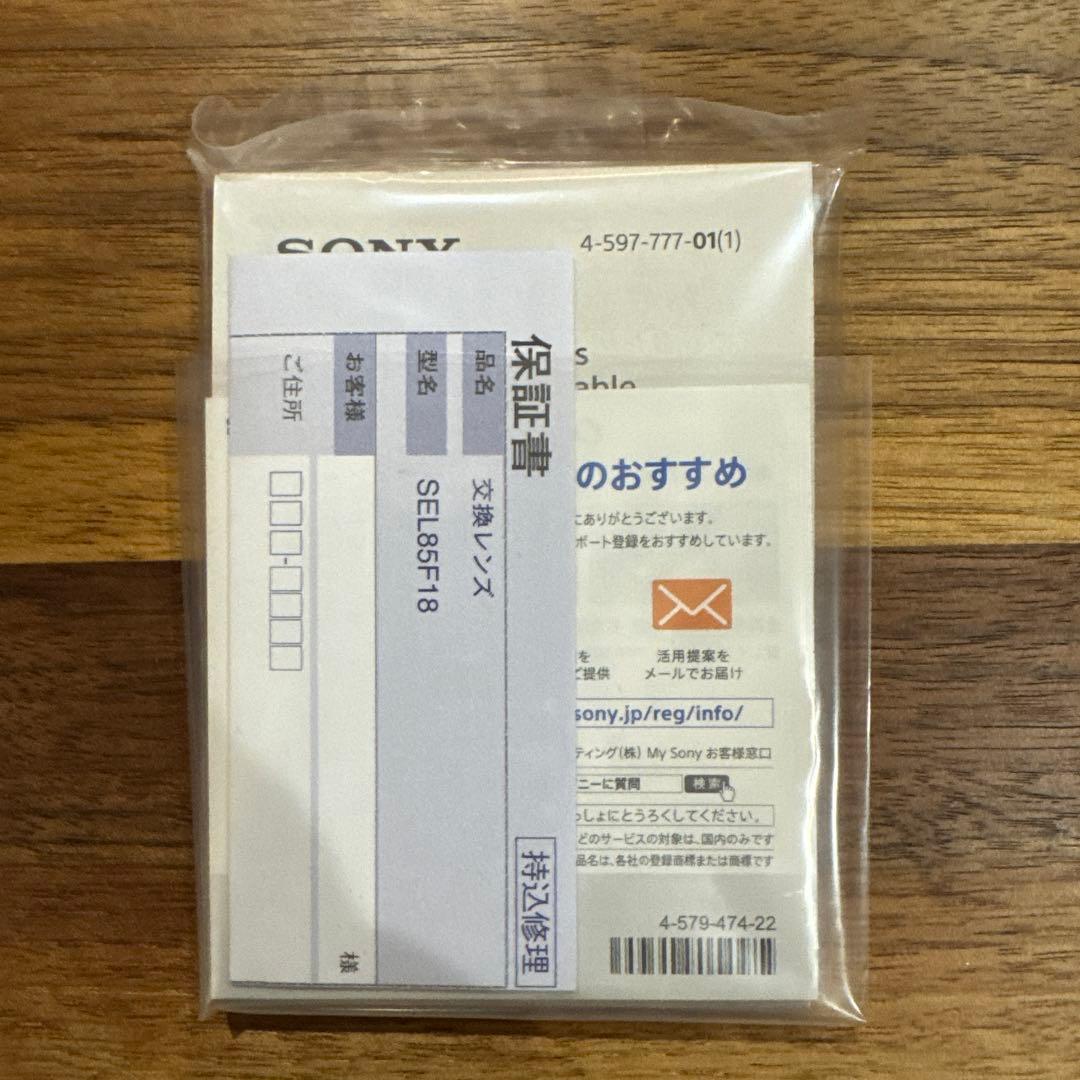 SONY
4-597-777-01(1)
s
able
保証書
品名 交換レンズ
型名 SEL85F18
お客様
様
ご住所
持込修理
のおすすめ
にありがとうございます。
ポート登録をおすすめしています。
を
ご提供
活用提案を
メールでお届け
sony.jp/reg/info/
ティング(株) My Sony お客様窓口
ニーに質問 検索
っしょにとうろくしてください。
どのサービスの対象は、国内のみです
品名は、各社の登録商標または商標です
4-579-474-22